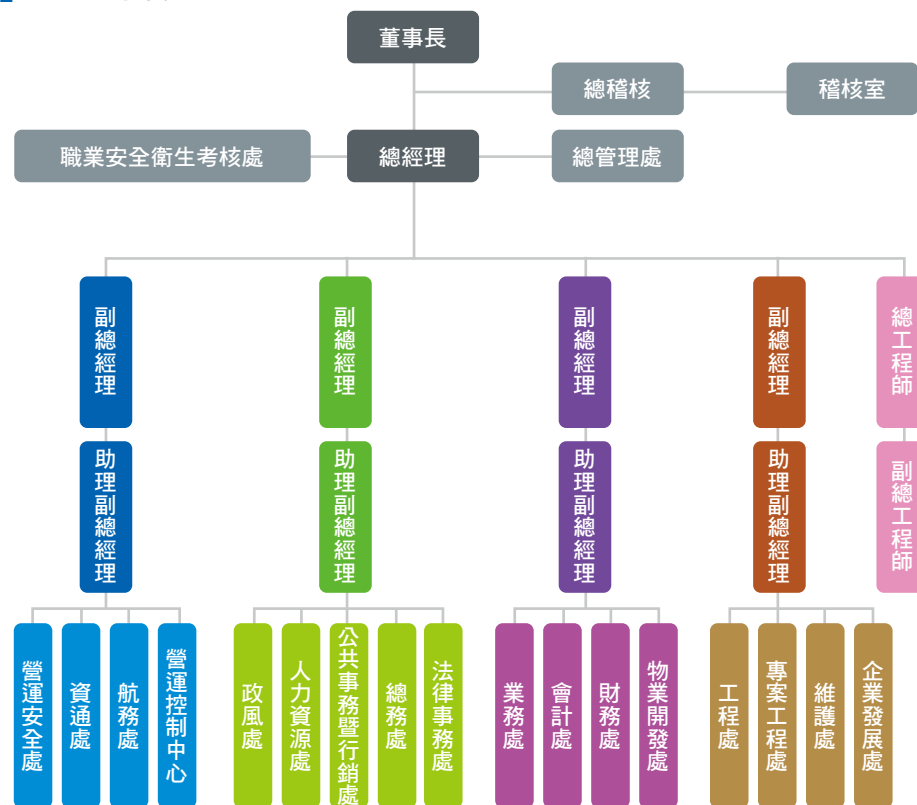 董事長
總稽核
稽核室
職業安全衛生考核處
總經理
總管理處
副總經理
副總經理
副總經理
副總經理
總工程師
助理副總經理
助理副總經理
助理副總經理
助理副總經理
副總工程師
營運安全處
資通處
航務處
營運控制中心
政風處
人力資源處
公共事務暨行銷處
總務處
法律事務處
業務處
會計處
財務處
物業開發處
工程處
專案工程處
維護處
企業發展處